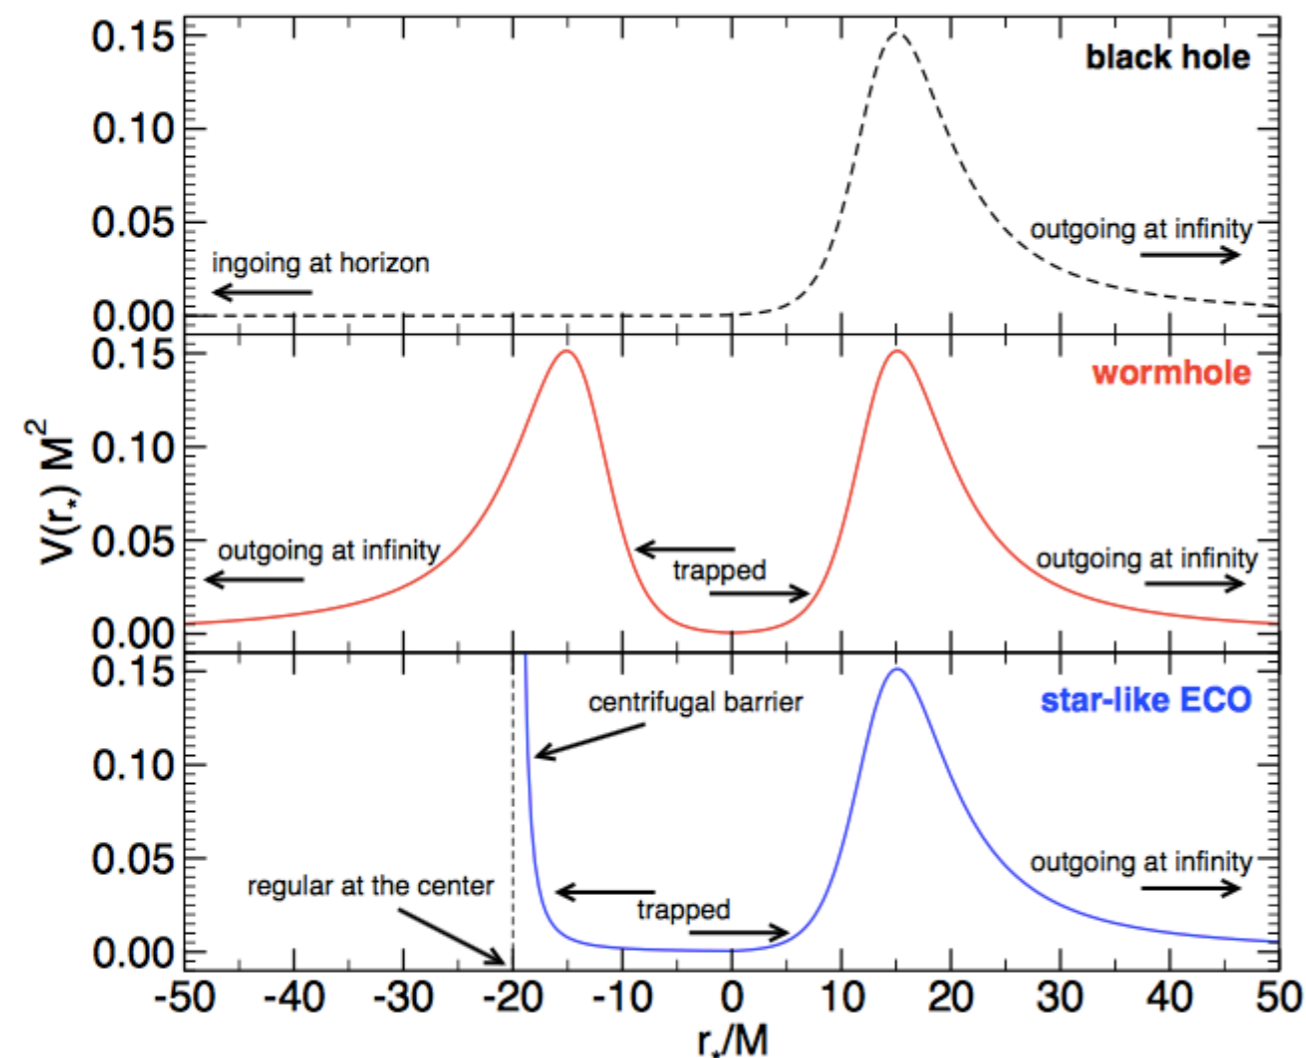 0.15
black hole
0.10
0.05
outgoing at infinity
ingoing at horizon
0.00
0.15
wormhole
0.10
V(r*) M²
0.05
outgoing at infinity
trapped
outgoing at infinity
0.00
0.15
star-like ECO
centrifugal barrier
0.10
0.05
outgoing at infinity
regular at the center
trapped
0.00
-50 -40 -30 -20 -10 0 10 20 30 40 50
r*/M